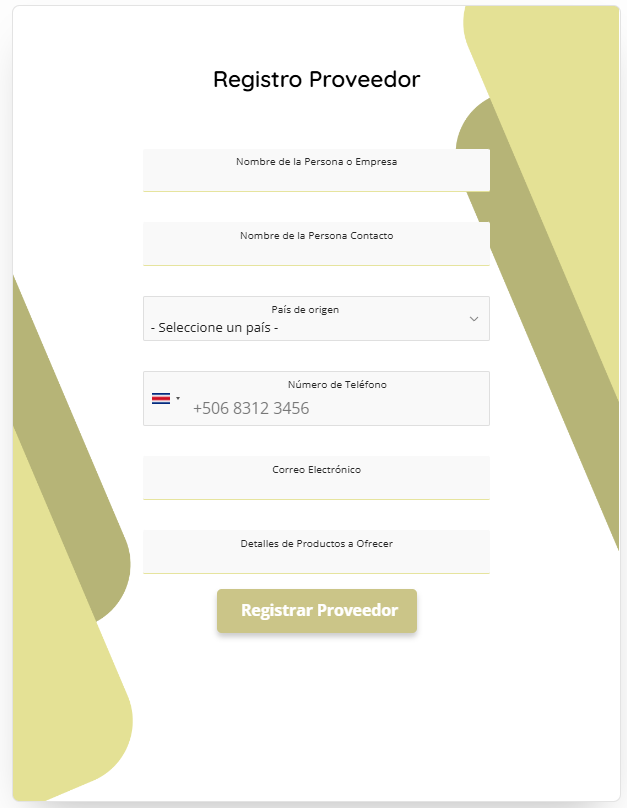 Registro Proveedor
Nombre de la Persona o Empresa
Nombre de la Persona Contacto
País de origen
- Seleccione un país -
Número de Teléfono
+506 8312 3456
Correo Electrónico
Detalles de Productos a Ofrecer
Registrar Proveedor